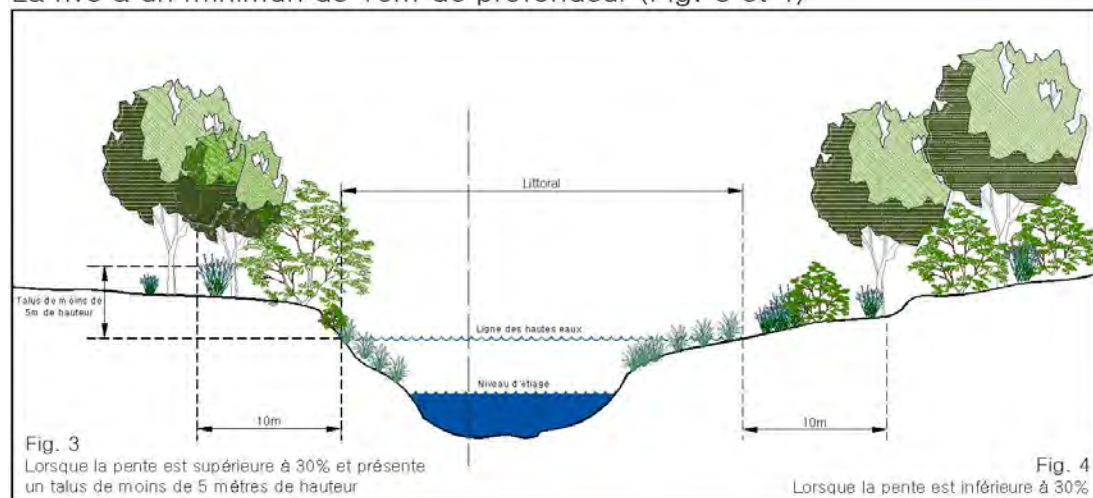 La rive a un minimun de 10m de profondeur (Fig. 3 et 4)
Littoral
Talus de moins de
5m de hauteur
Ligne des hautes eaux
Niveau d'étiage
10m
10m
Fig. 3
Lorsque la pente est supérieure à 30% et présente
un talus de moins de 5 mètres de hauteur
Fig. 4
Lorsque la pente est inférieure à 30%